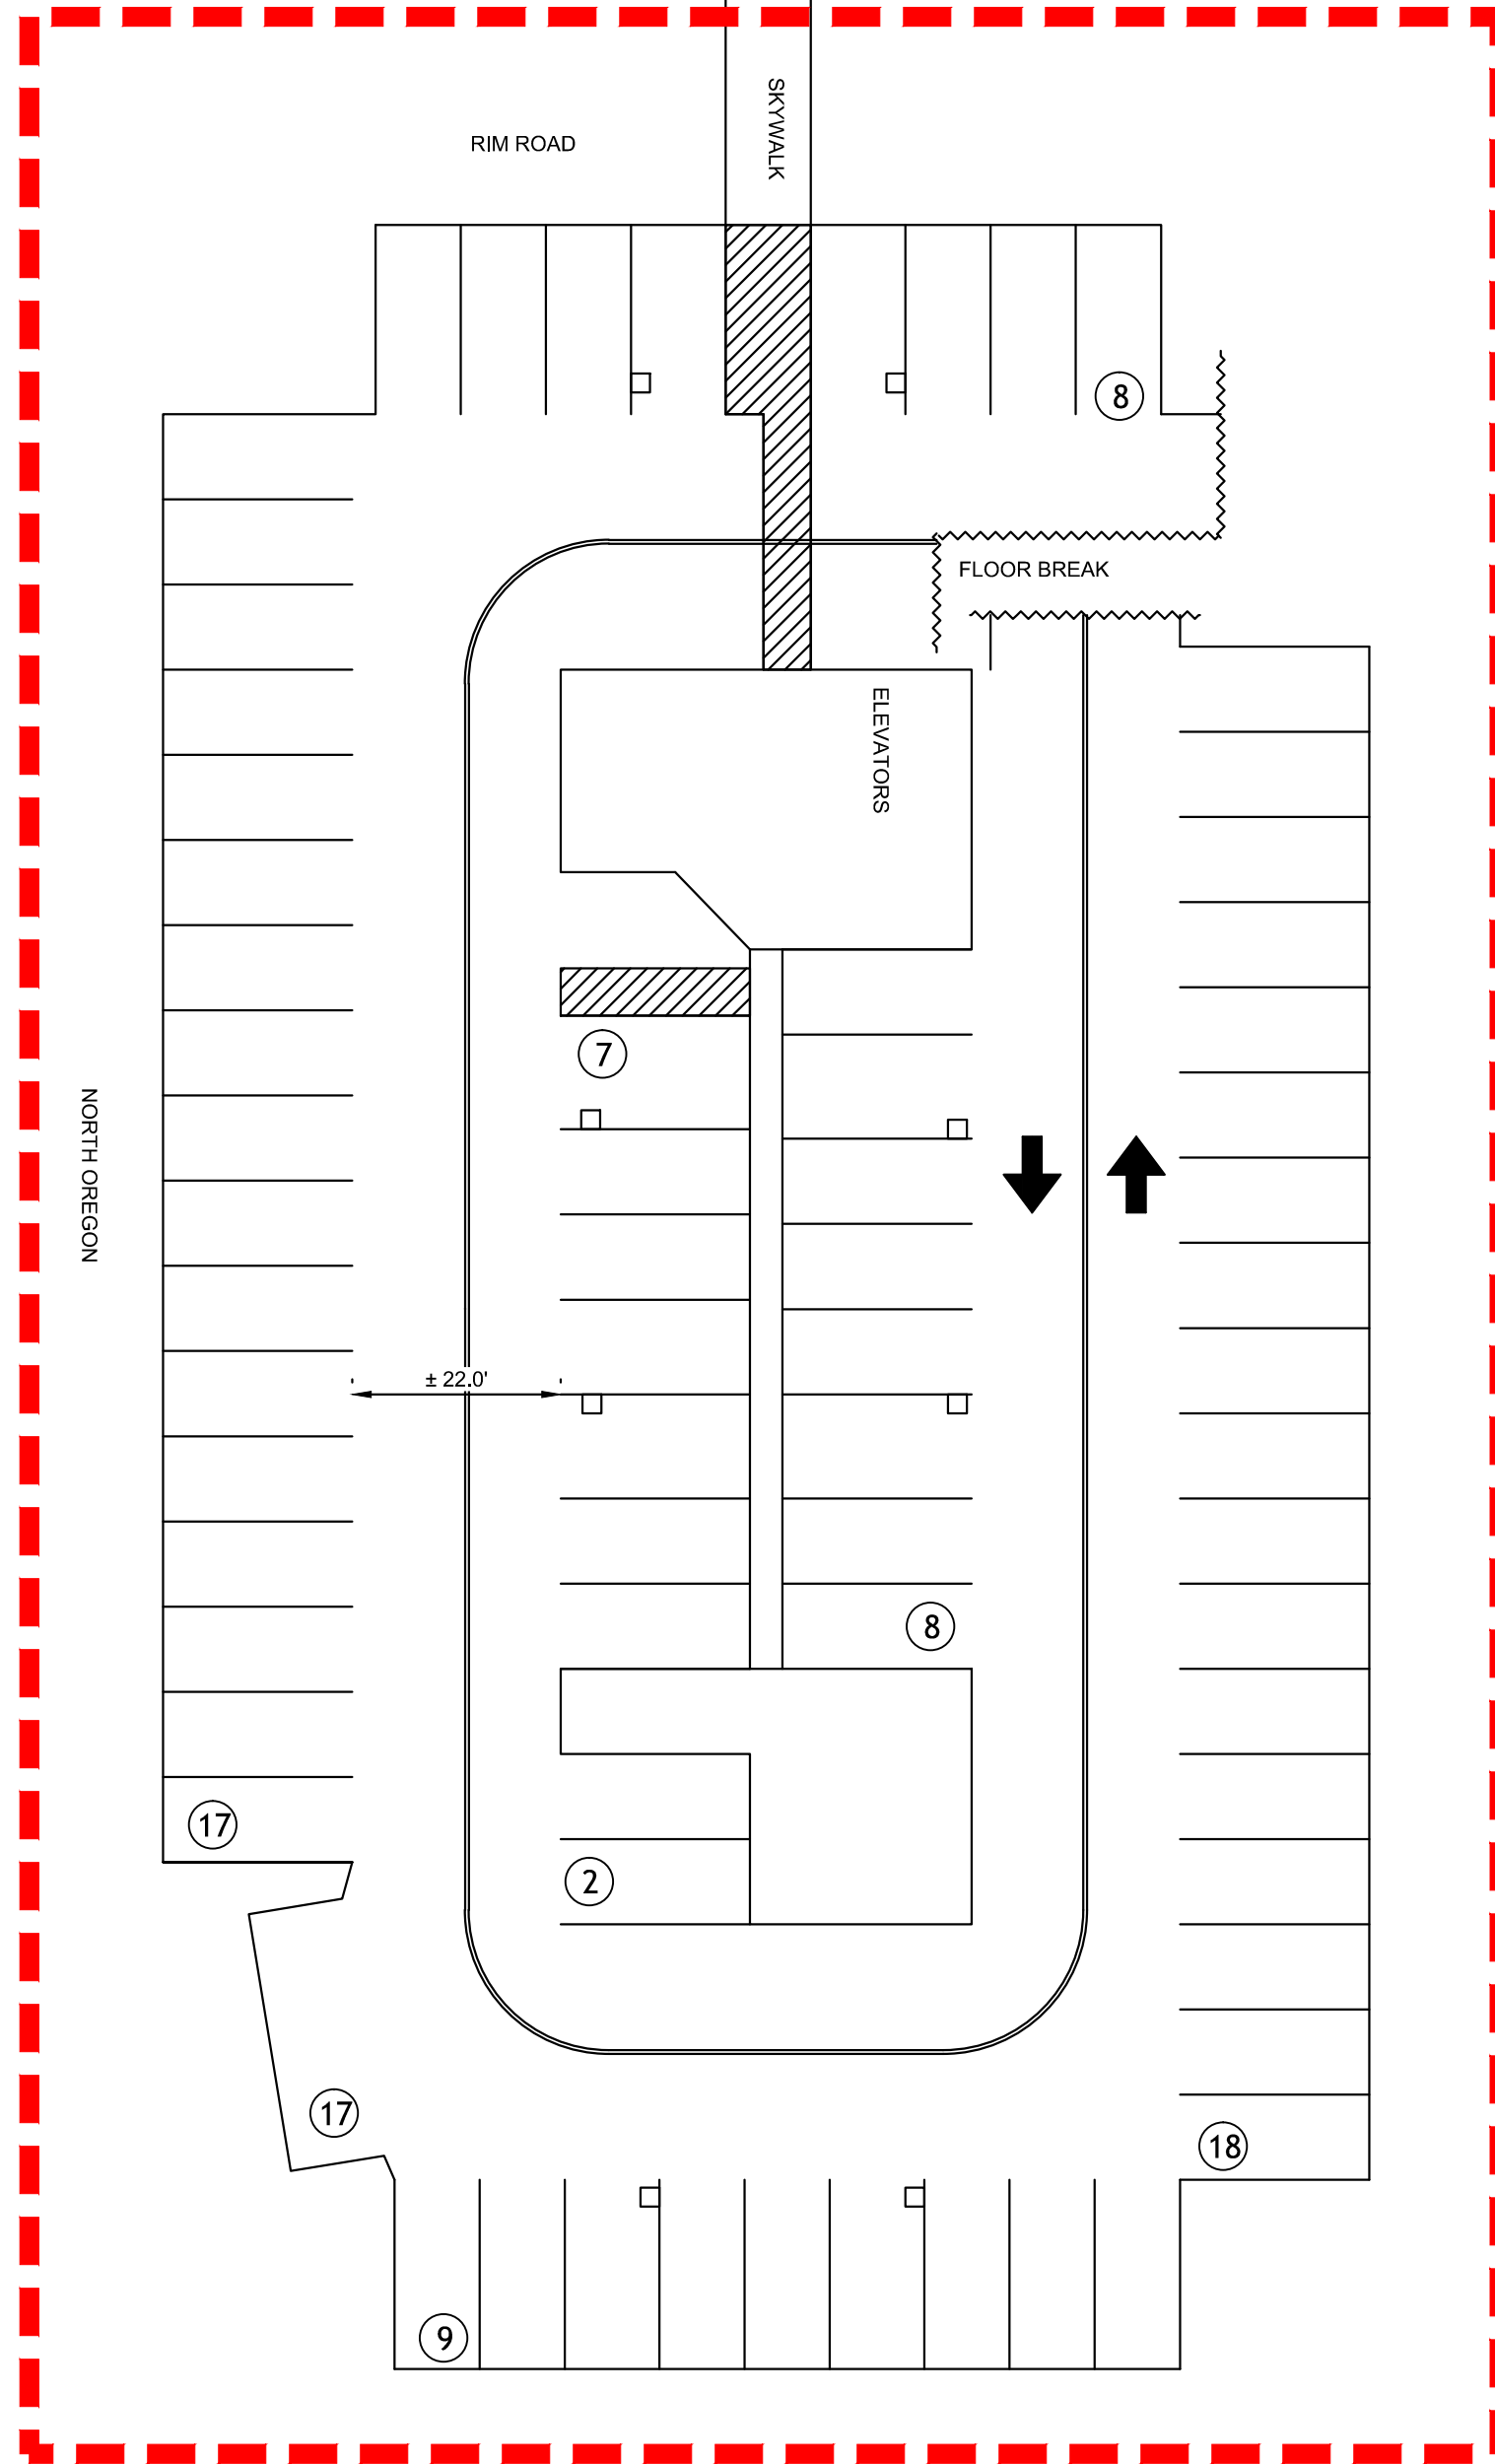 SKYWALK
RIM ROAD
8
FLOOR BREAK
ELEVATORS
7
NORTH OREGON
± 22.0'
8
17
2
17
18
9